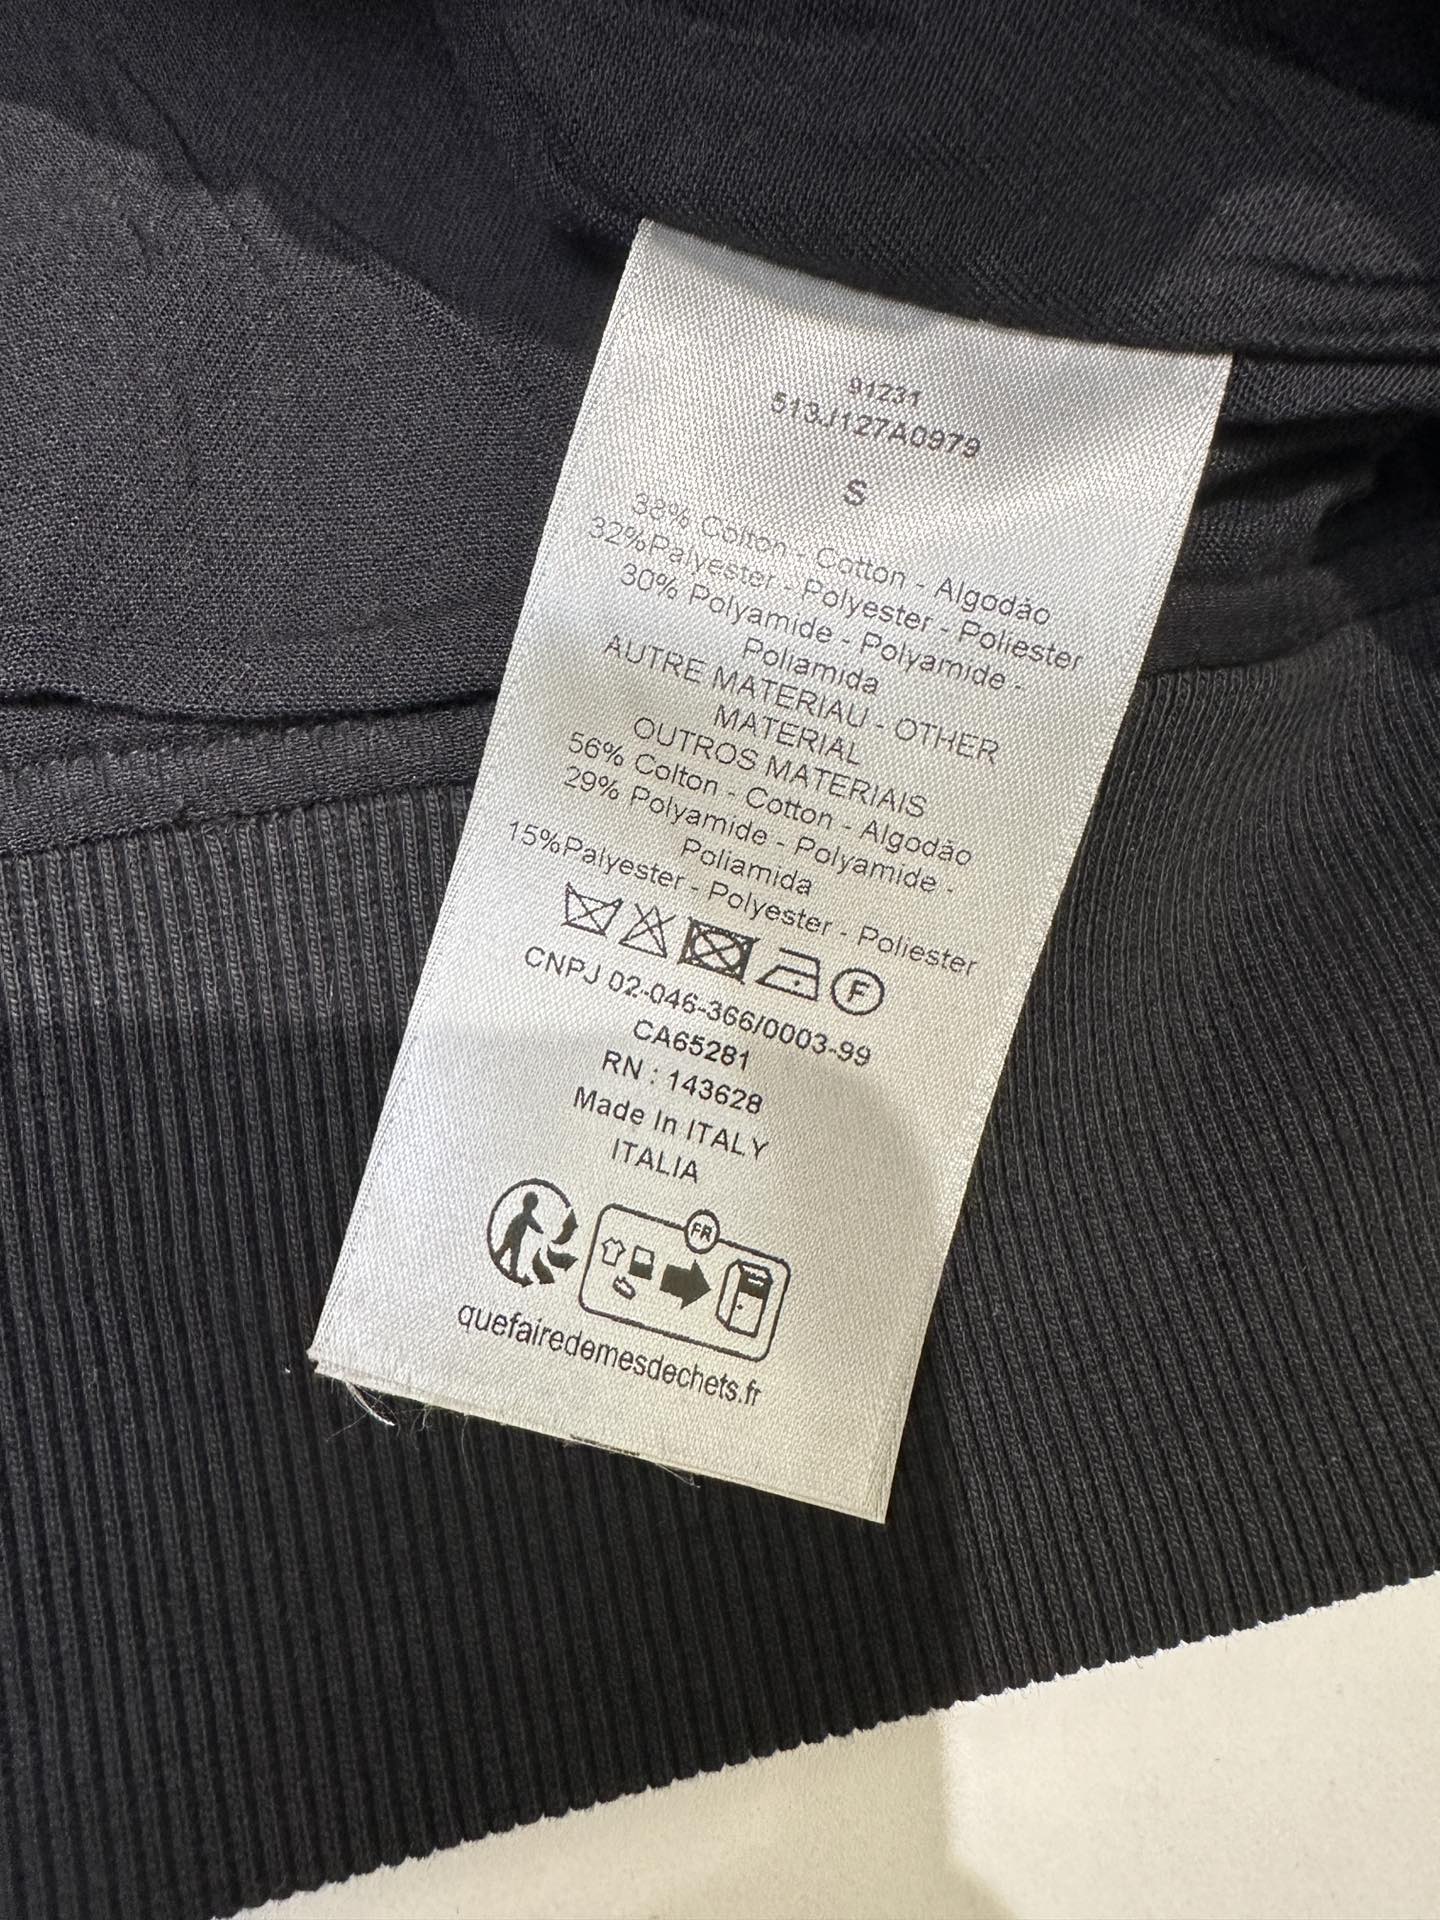 91231
513J127A0979
S
38% Colton - Cotton - Algodão
32%Palyester - Polyester - Poliester
30% Polyamide - Polyamide -
Poliamida
AUTRE MATERIAU - OTHER
MATERIAL
OUTROS MATERIAIS
56% Colton - Cotton - Algodão
29% Polyamide - Polyamide -
Poliamida
15%Palyester - Polyester - Poliester
F
CNPJ 02-046-366/0003-99
CA65281
RN : 143628
Made In ITALY
ITALIA
FR
quefairedemesdechets.fr